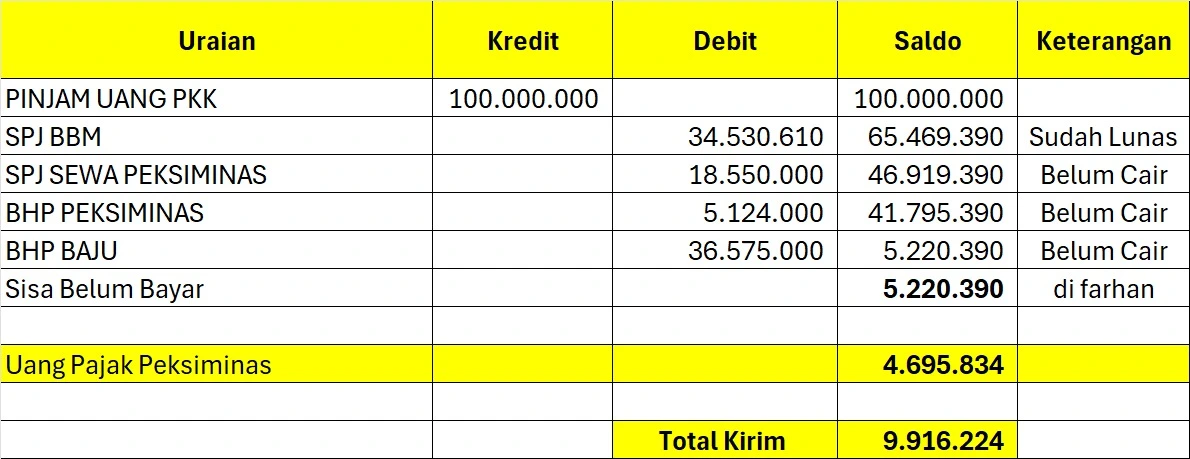 Uraian Kredit Debit Saldo Keterangan
PINJAM UANG PKK 100.000.000 100.000.000
SPJ BBM 34.530.610 65.469.390 Sudah Lunas
SPJ SEWA PEKSIMINAS 18.550.000 46.919.390 Belum Cair
BHP PEKSIMINAS 5.124.000 41.795.390 Belum Cair
BHP BAJU 36.575.000 5.220.390 Belum Cair
Sisa Belum Bayar 5.220.390 di farhan
Uang Pajak Peksiminas 4.695.834
Total Kirim 9.916.224